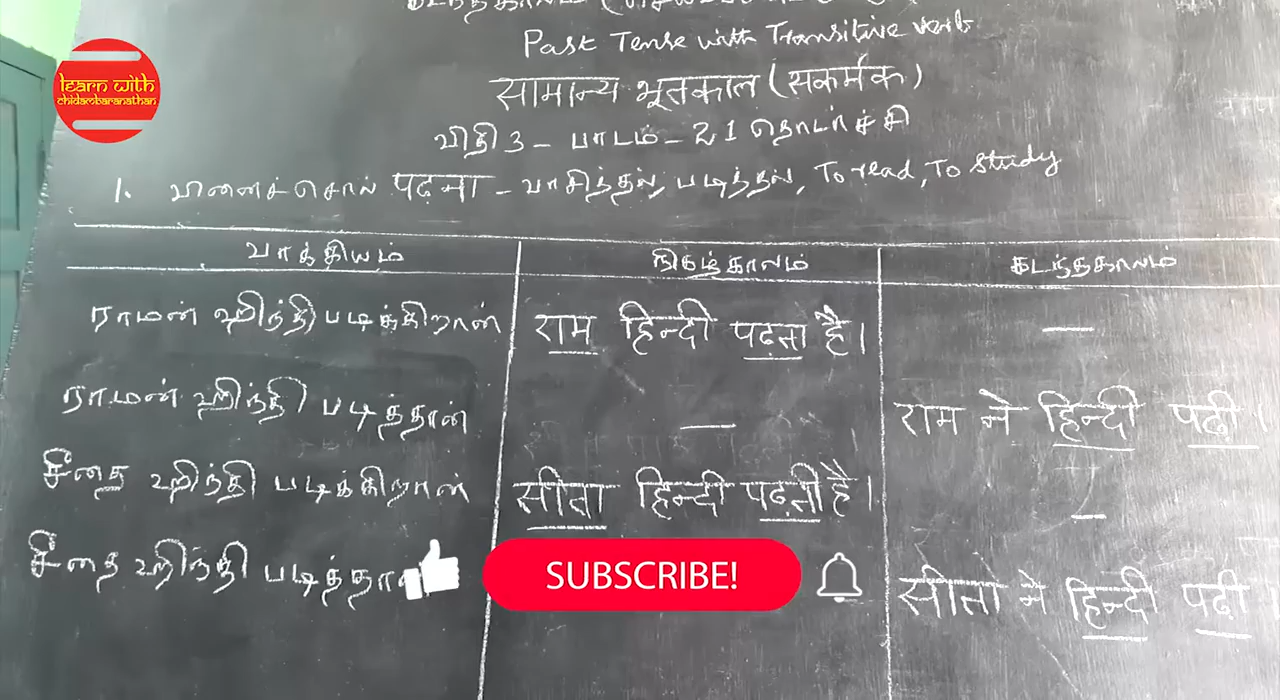 learn with
chidambaranathan
Past Tense with Transitive verb
सामान्य भूतकाल (सकर्मक)
விதி 3 - பாடம் - 21 தொடர்ச்சி
1. வினைச்சொல் पढ़ना - வாசித்தல், படித்தல், To read, To study
வாக்கியம் நிகழ்காலம் கடந்தகாலம்
ராமன் ஹிந்தி படிக்கிறான் राम हिन्दी पढ़ता है। —
ராமன் ஹிந்தி படித்தான் — राम ने हिन्दी पढ़ी।
சீதை ஹிந்தி படிக்கிறாள் सीता हिन्दी पढ़ती है। —
சீதை ஹிந்தி सीता ने हिन्दी पढ़ी।
SUBSCRIBE!